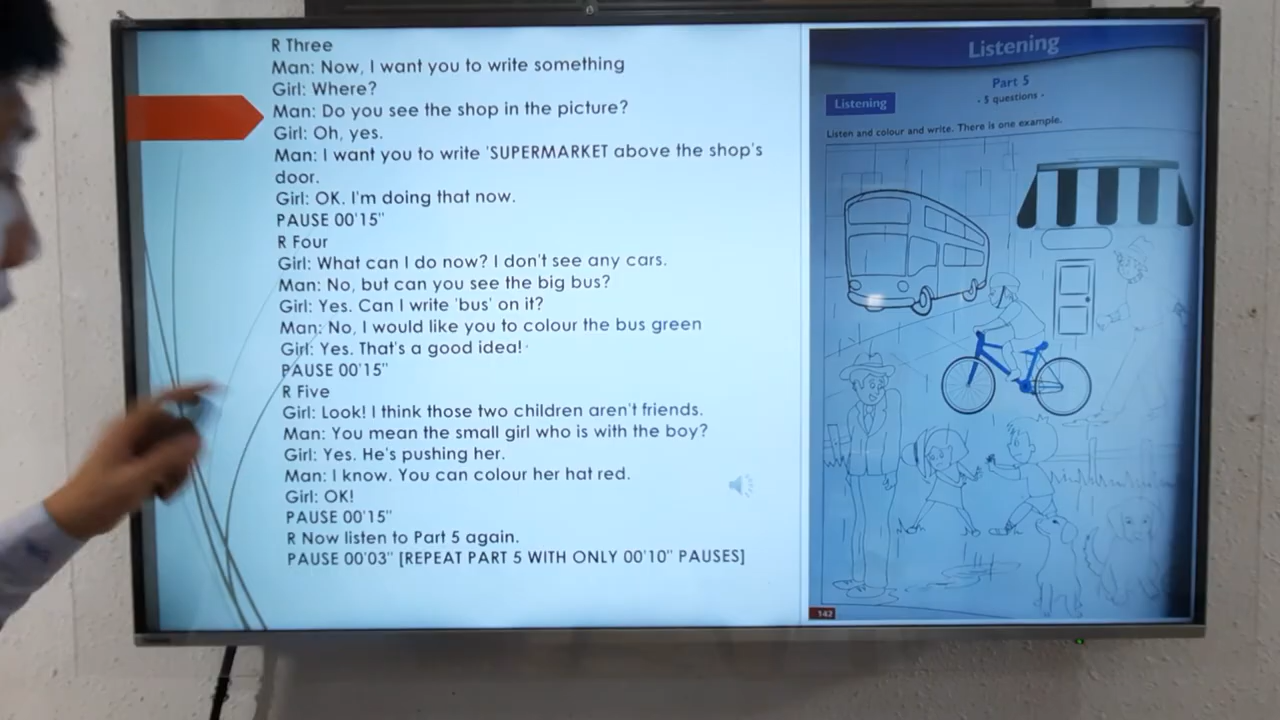 R Three
Man: Now, I want you to write something
Girl: Where?
Man: Do you see the shop in the picture?
Girl: Oh, yes.
Man: I want you to write 'SUPERMARKET above the shop's
door.
Girl: OK. I'm doing that now.
PAUSE 00'15"
R Four
Girl: What can I do now? I don't see any cars.
Man: No, but can you see the big bus?
Girl: Yes. Can I write 'bus' on it?
Man: No, I would like you to colour the bus green
Girl: Yes. That's a good idea!
PAUSE 00'15"
R Five
Girl: Look! I think those two children aren't friends.
Man: You mean the small girl who is with the boy?
Girl: Yes. He's pushing her.
Man: I know. You can colour her hat red.
Girl: OK!
PAUSE 00'15"
R Now listen to Part 5 again.
PAUSE 00'03" [REPEAT PART 5 WITH ONLY 00'10" PAUSES]
Listening
Part 5
- 5 questions -
Listening
Listen and colour and write. There is one example.
142